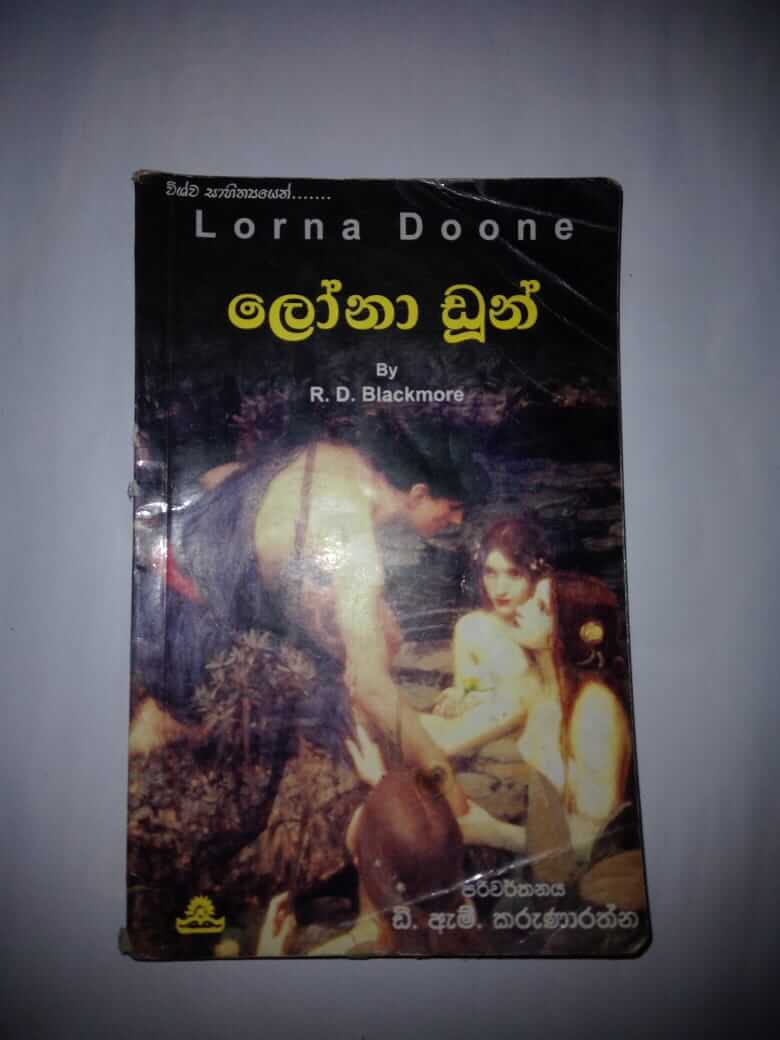 විශ්ව සාහිත්‍යයෙන්.......
Lorna Doone
ලෝනා ඩූන්
By
R. D. Blackmore
පරිවර්තනය
ඩී. ඇම්. කරුණාරත්න